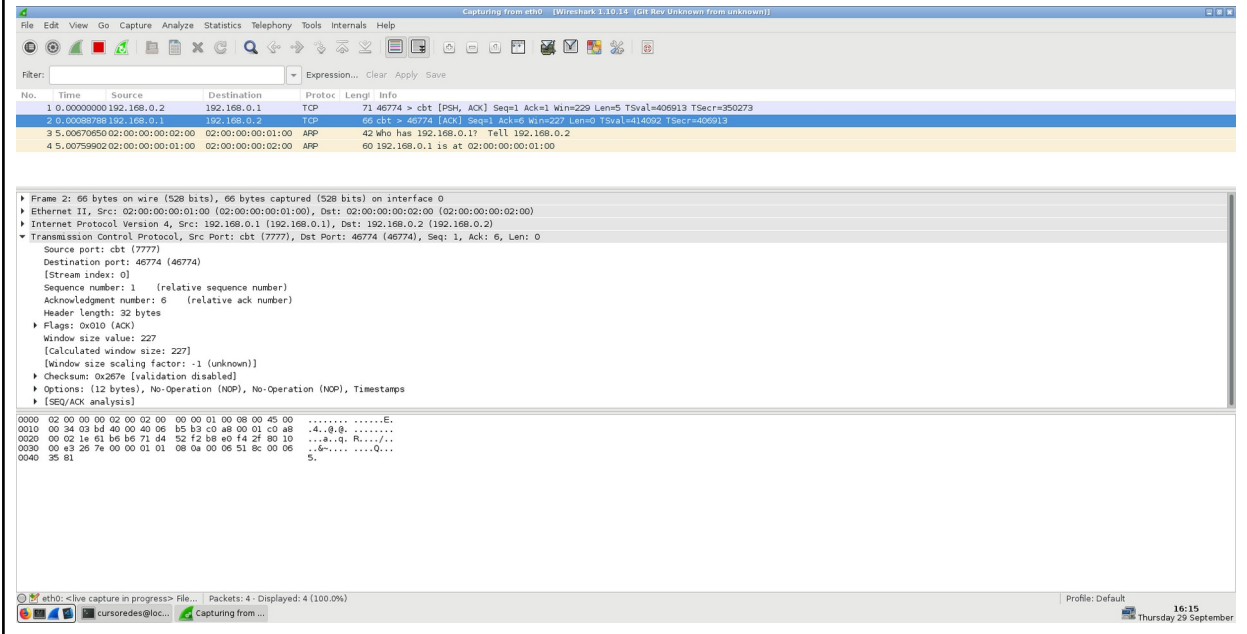 Capturing from eth0 [Wireshark 1.10.14 (Git Rev Unknown from unknown)]
File Edit View Go Capture Analyze Statistics Telephony Tools Internals Help
Filter: Expression... Clear Apply Save
No. Time Source Destination Protoc Lengt Info
1 0.00000000 192.168.0.2 192.168.0.1 TCP 71 46774 > cbt [PSH, ACK] Seq=1 Ack=1 Win=229 Len=5 TSval=406913 TSecr=350273
2 0.00088788 192.168.0.1 192.168.0.2 TCP 66 cbt > 46774 [ACK] Seq=1 Ack=6 Win=227 Len=0 TSval=414092 TSecr=406913
3 5.00670650 02:00:00:00:02:00 02:00:00:00:01:00 ARP 42 Who has 192.168.0.1? Tell 192.168.0.2
4 5.00759902 02:00:00:00:01:00 02:00:00:00:02:00 ARP 60 192.168.0.1 is at 02:00:00:00:01:00
Frame 2: 66 bytes on wire (528 bits), 66 bytes captured (528 bits) on interface 0
Ethernet II, Src: 02:00:00:00:01:00 (02:00:00:00:01:00), Dst: 02:00:00:00:02:00 (02:00:00:00:02:00)
Internet Protocol Version 4, Src: 192.168.0.1 (192.168.0.1), Dst: 192.168.0.2 (192.168.0.2)
Transmission Control Protocol, Src Port: cbt (7777), Dst Port: 46774 (46774), Seq: 1, Ack: 6, Len: 0
Source port: cbt (7777)
Destination port: 46774 (46774)
[Stream index: 0]
Sequence number: 1 (relative sequence number)
Acknowledgment number: 6 (relative ack number)
Header length: 32 bytes
Flags: 0x010 (ACK)
Window size value: 227
[Calculated window size: 227]
[Window size scaling factor: -1 (unknown)]
Checksum: 0x267e [validation disabled]
Options: (12 bytes), No-Operation (NOP), No-Operation (NOP), Timestamps
[SEQ/ACK analysis]
0000 02 00 00 00 02 00 02 00 00 00 01 00 08 00 45 00 ........ ......E.
0010 00 34 03 bd 40 00 40 06 b5 b3 c0 a8 00 01 c0 a8 .4..@.@. ........
0020 00 02 1e 61 b6 b6 71 d4 52 f2 b8 e0 f4 2f 80 10 ...a..q. R..../..
0030 00 e3 26 7e 00 00 01 01 08 0a 00 06 51 8c 00 06 ..&~.... ....Q...
0040 35 81 5.
eth0: <live capture in progress> File... Packets: 4 · Displayed: 4 (100.0%) Profile: Default
cursoredes@loc... Capturing from ... 16:15
Thursday 29 September